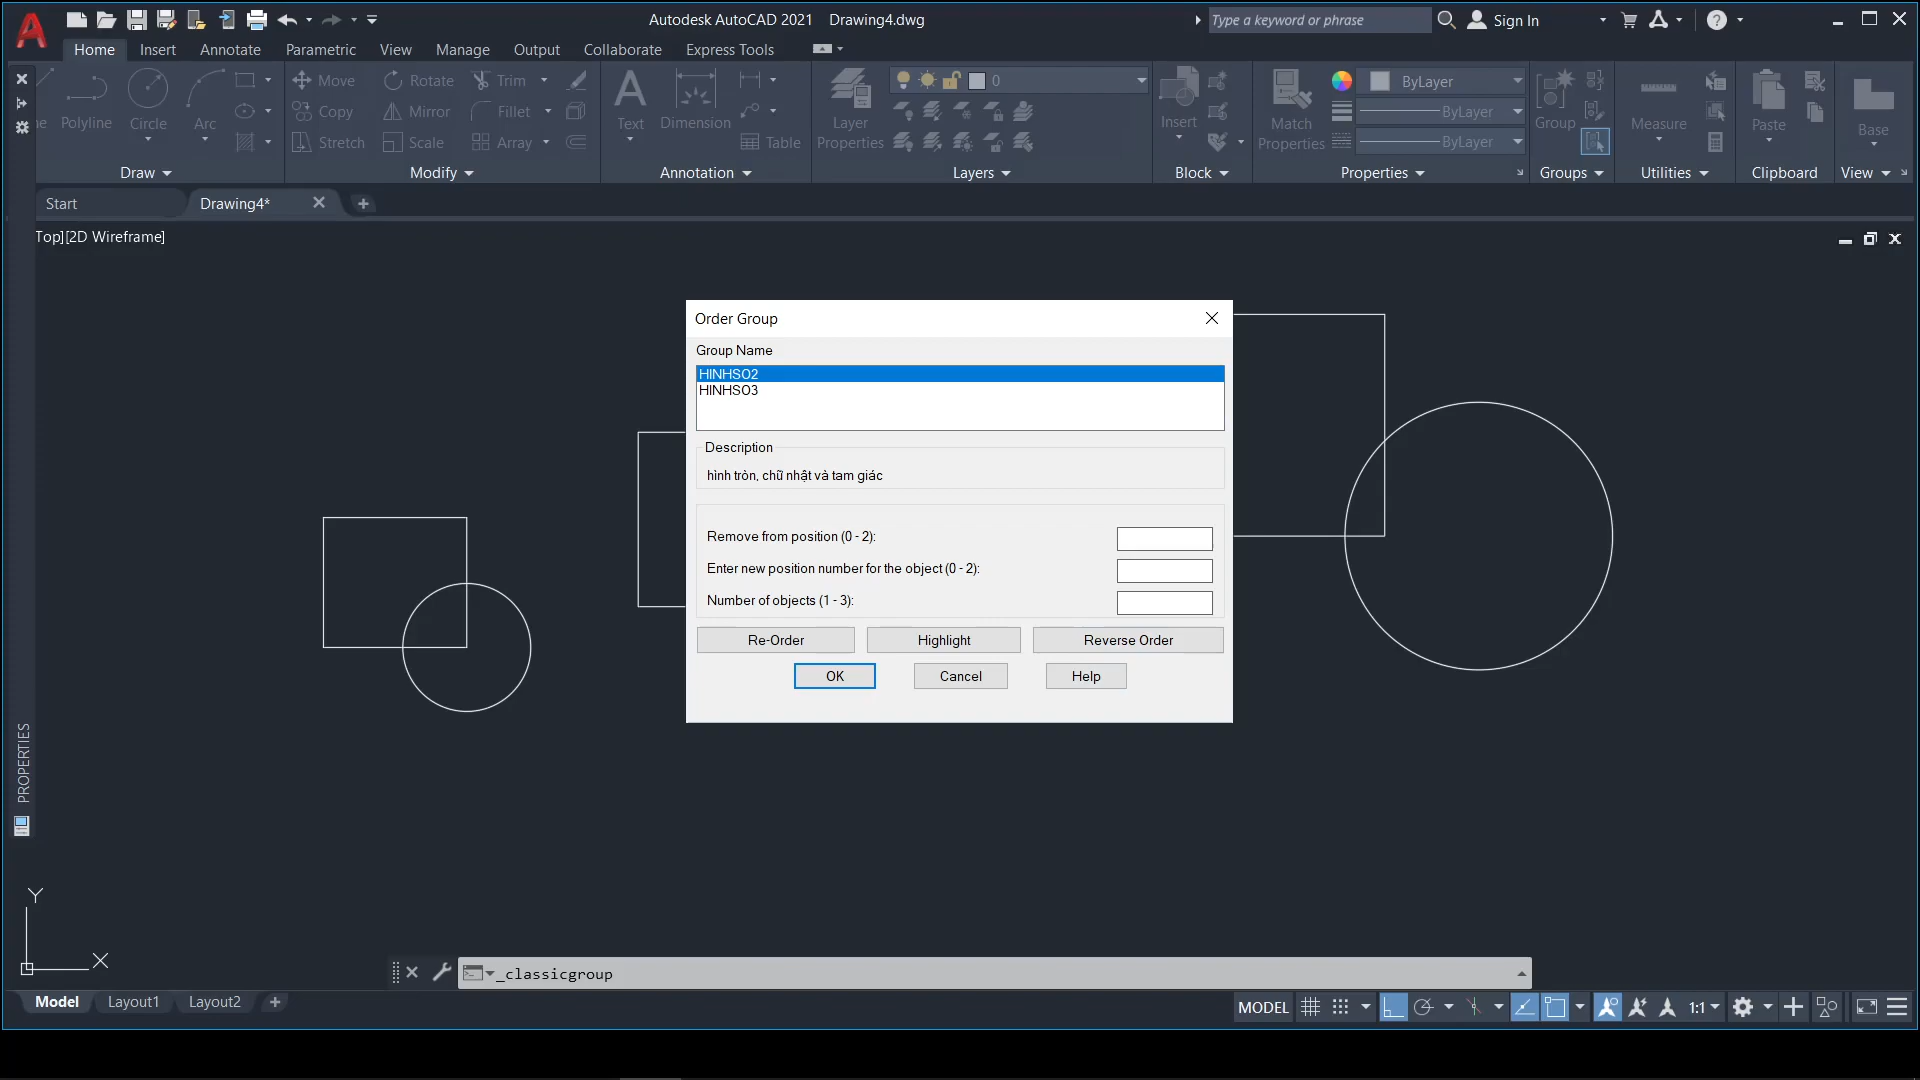 Autodesk AutoCAD 2021 Drawing4.dwg
Type a keyword or phrase
Sign In
Home Insert Annotate Parametric View Manage Output Collaborate Express Tools
Polyline Circle Arc
Move Rotate Trim
Copy Mirror Fillet
Stretch Scale Array
Text Dimension Table
Layer Properties
0
Insert
Match Properties
ByLayer
ByLayer
ByLayer
Group
Measure
Paste
Base
Draw Modify Annotation Layers Block Properties Groups Utilities Clipboard View
Start Drawing4*
Top][2D Wireframe]
Order Group
Group Name
HINHSO2
HINHSO3
Description
hình tròn, chữ nhật và tam giác
Remove from position (0 - 2):
Enter new position number for the object (0 - 2):
Number of objects (1 - 3):
Re-Order Highlight Reverse Order
OK Cancel Help
PROPERTIES
Y
X
_classicgroup
Model Layout1 Layout2
MODEL 1:1